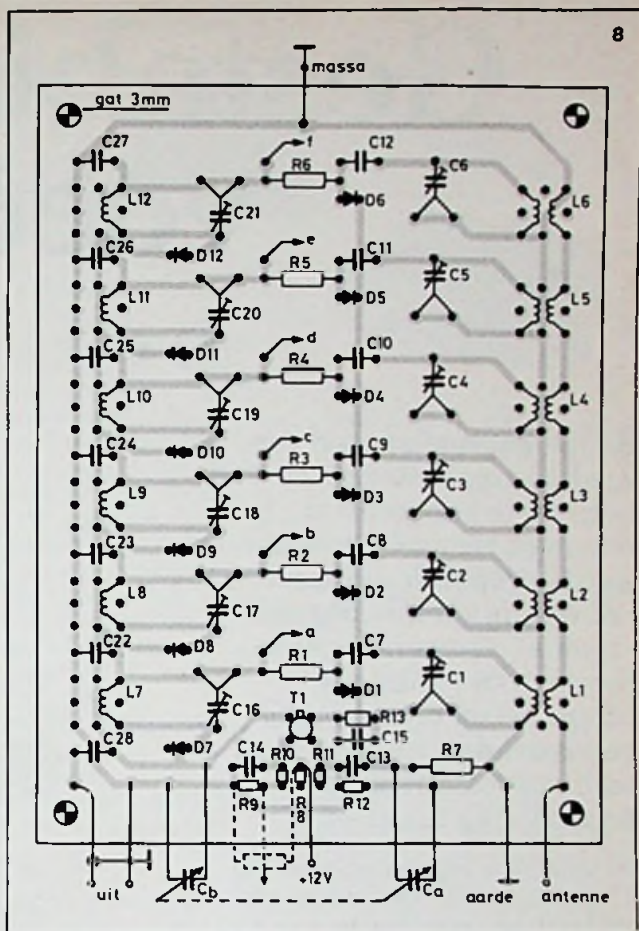 8
massa
gat 3mm
C27
f
C12
R6
C6
L12
C21
D6
L6
C26
D12
e
C11
R5
C5
L11
C20
D5
L5
C25
D11
d
C10
R4
C4
L10
C19
D4
L4
C24
D10
c
C9
R3
C3
L9
C18
D3
L3
C23
D9
b
C8
R2
C2
L8
C17
D2
L2
C22
D8
a
C7
R1
C1
L7
C16
D1
L1
T1
R13
C28
D7
C15
C14
R10
R11
C13
R7
R9
R8
R12
+12V
uit
Cb
Ca
aarde
antenne